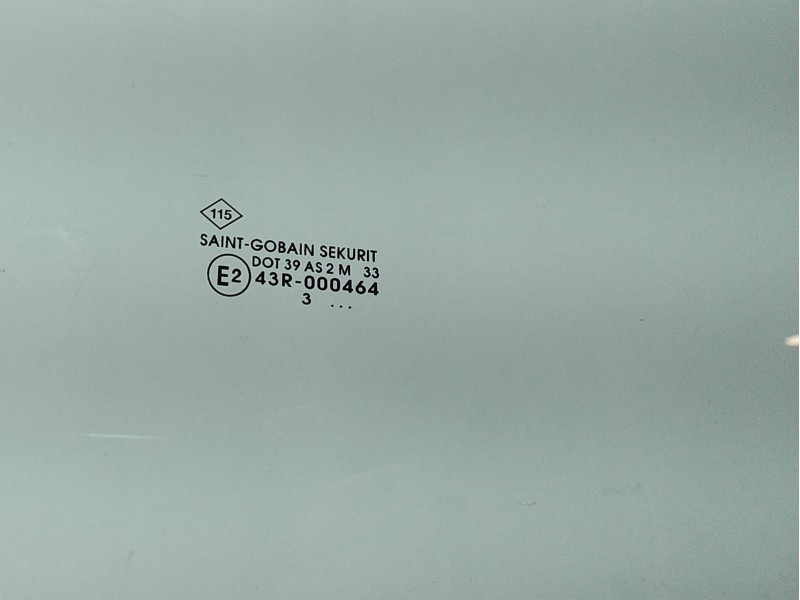 115
SAINT-GOBAIN SEKURIT
DOT 39 AS 2 M 33
E2 43R-000464
3 ...